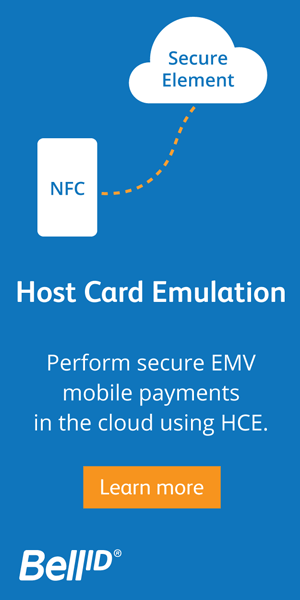 Secure
Element
NFC
Host Card Emulation
Perform secure EMV
mobile payments
in the cloud using HCE.
Learn more
BellID®